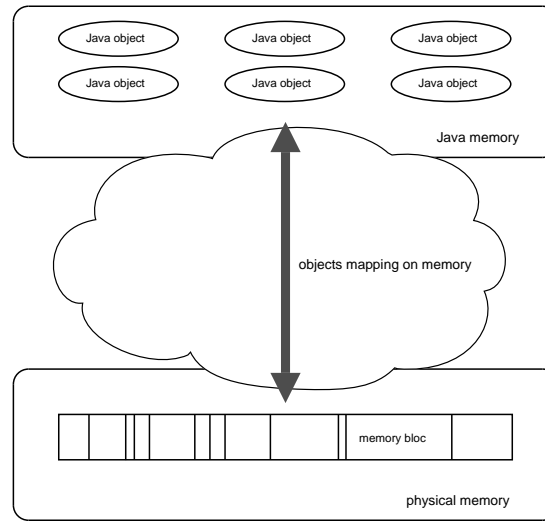 Java object Java object Java object
Java object Java object Java object
Java memory
objects mapping on memory
memory bloc
physical memory